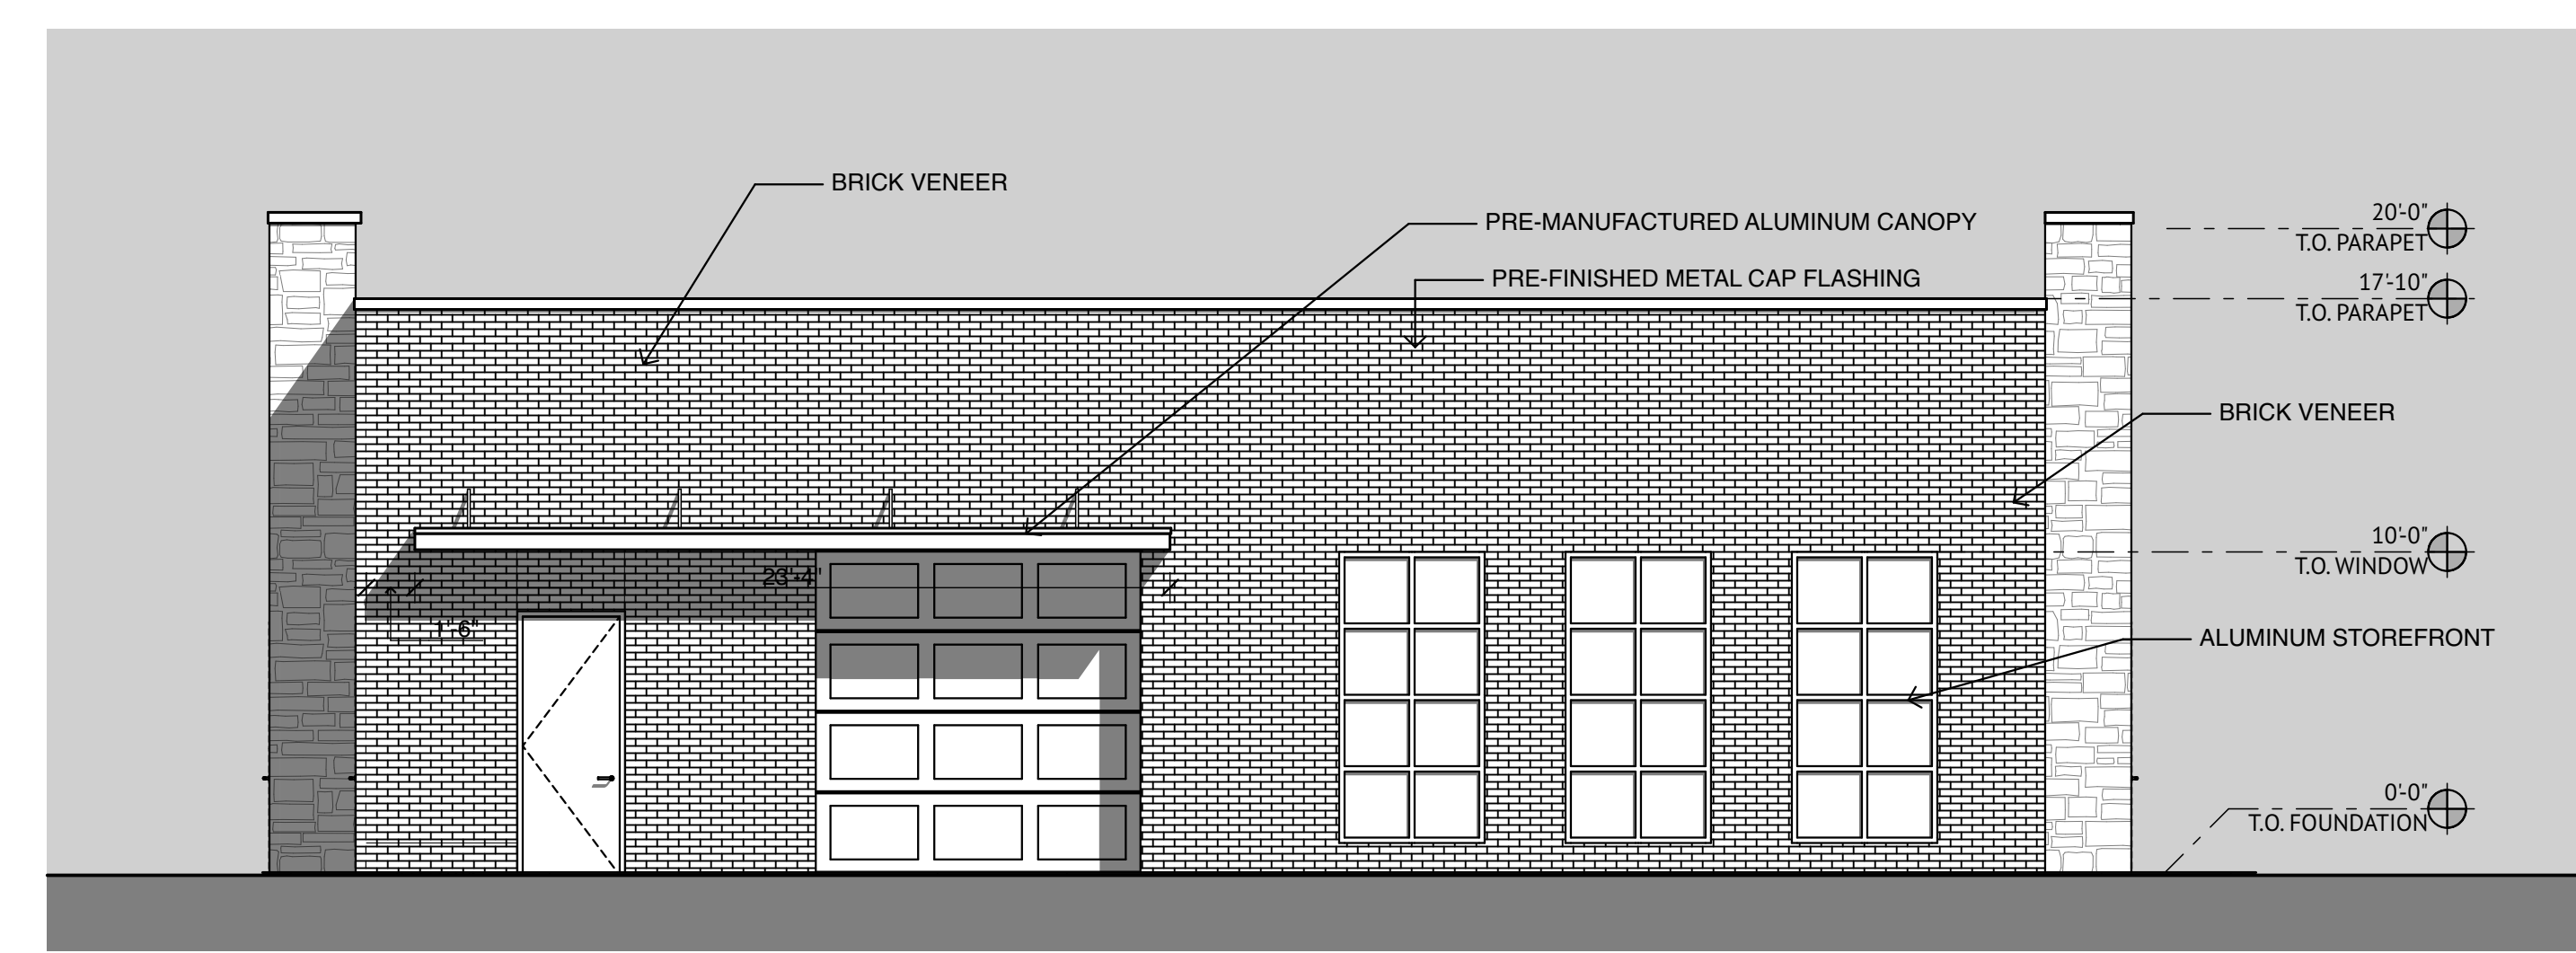 BRICK VENEER
20'-0"
PRE-MANUFACTURED ALUMINUM CANOPY
T.O. PARAPET
PRE-FINISHED METAL CAP FLASHING
17'-10"
T.O. PARAPET
BRICK VENEER
10'-0"
T.O. WINDOW
23'-4"
1'-6"
ALUMINUM STOREFRONT
0'-0"
T.O. FOUNDATION